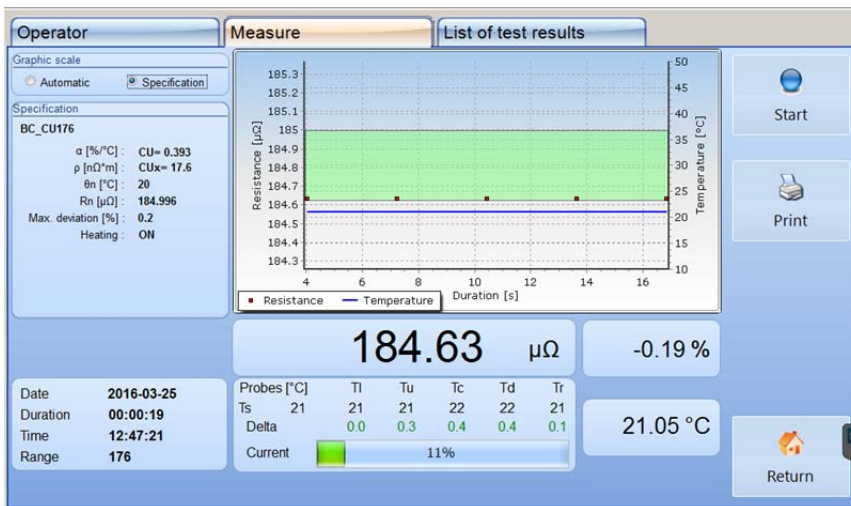 Operator Measure List of test results
Graphic scale
Automatic Specification
Specification
BC_CU176
α [%/°C] : CU= 0.393
ρ [nΩ*m] : CUx= 17.6
θn [°C] : 20
Rn [µΩ] : 184.996
Max. deviation [%] : 0.2
Heating : ON
Resistance [µΩ]
185.3
185.2
185.1
185
184.9
184.8
184.7
184.6
184.5
184.4
184.3
50
45
40
35
30
25
20
15
10
Temperature [°C]
4 6 8 10 12 14 16
Duration [s]
Resistance Temperature
Start
Print
184.63 µΩ
-0.19 %
Date 2016-03-25
Duration 00:00:19
Time 12:47:21
Range 176
Probes [°C] Tl Tu Tc Td Tr
Ts 21 21 21 22 22 21
Delta 0.0 0.3 0.4 0.4 0.1
Current 11%
21.05 °C
Return